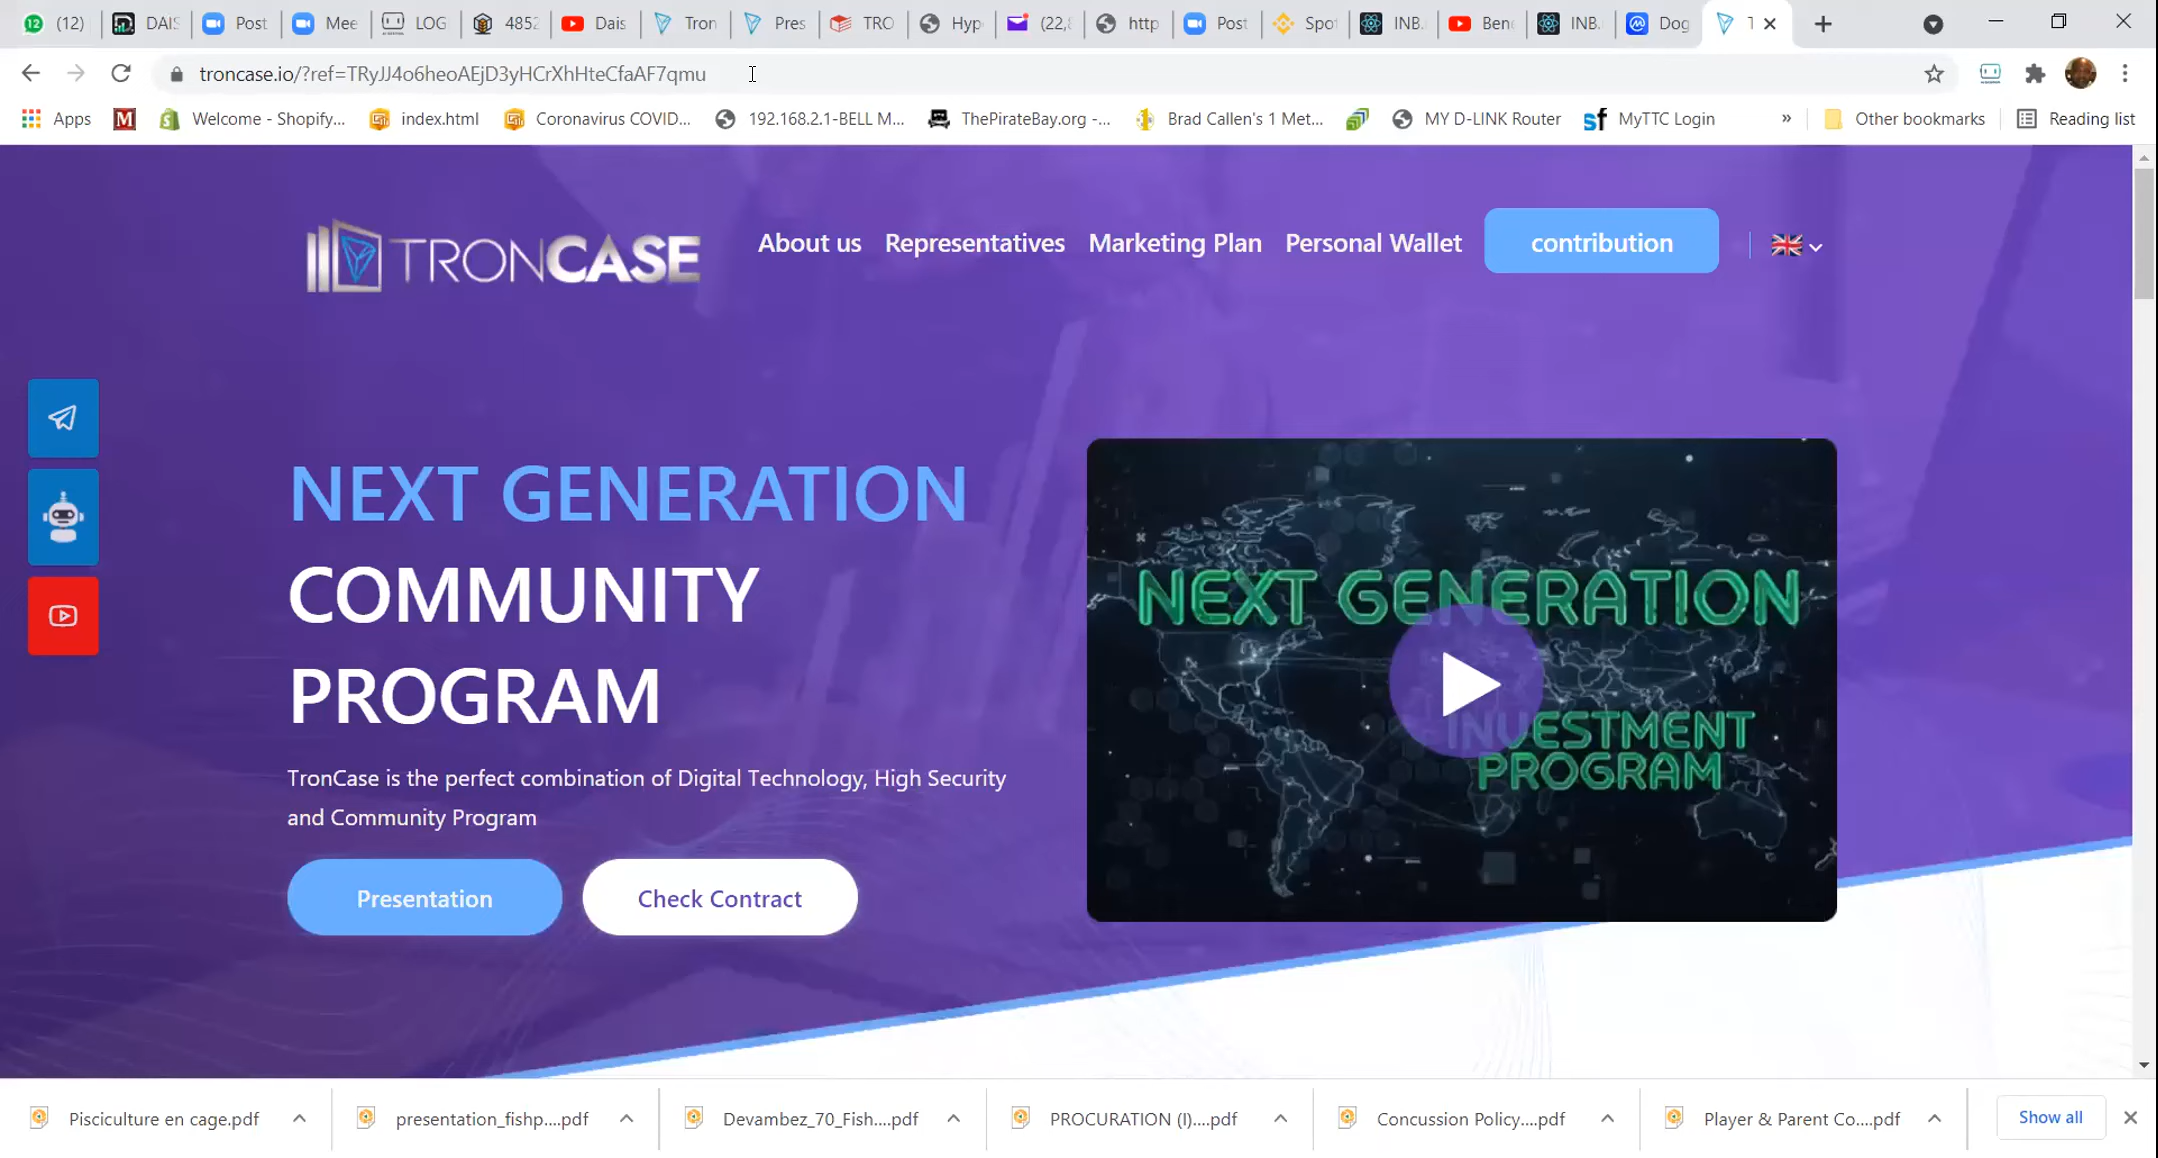 (12)
DAIS
Post
Mee
LOG
4852
Dais
Tron
Pres
TRO
Hyp
(22,8
http
Post
Spo
INB.
Ben
INB.
Dog
T
troncase.io/?ref=TRyJJ4o6heoAEjD3yHCrXhHteCfaAF7qmu
Apps
M
Welcome - Shopify...
index.html
Coronavirus COVID...
192.168.2.1-BELL M...
ThePirateBay.org -...
Brad Callen's 1 Met...
MY D-LINK Router
sf
MyTTC Login
»
Other bookmarks
Reading list
TRONCASE
About us
Representatives
Marketing Plan
Personal Wallet
contribution
NEXT GENERATION
COMMUNITY
PROGRAM
TronCase is the perfect combination of Digital Technology, High Security
and Community Program
Presentation
Check Contract
NEXT GENERATION
INVESTMENT
PROGRAM
Pisciculture en cage.pdf
presentation_fishp....pdf
Devambez_70_Fish....pdf
PROCURATION (I)....pdf
Concussion Policy....pdf
Player & Parent Co....pdf
Show all